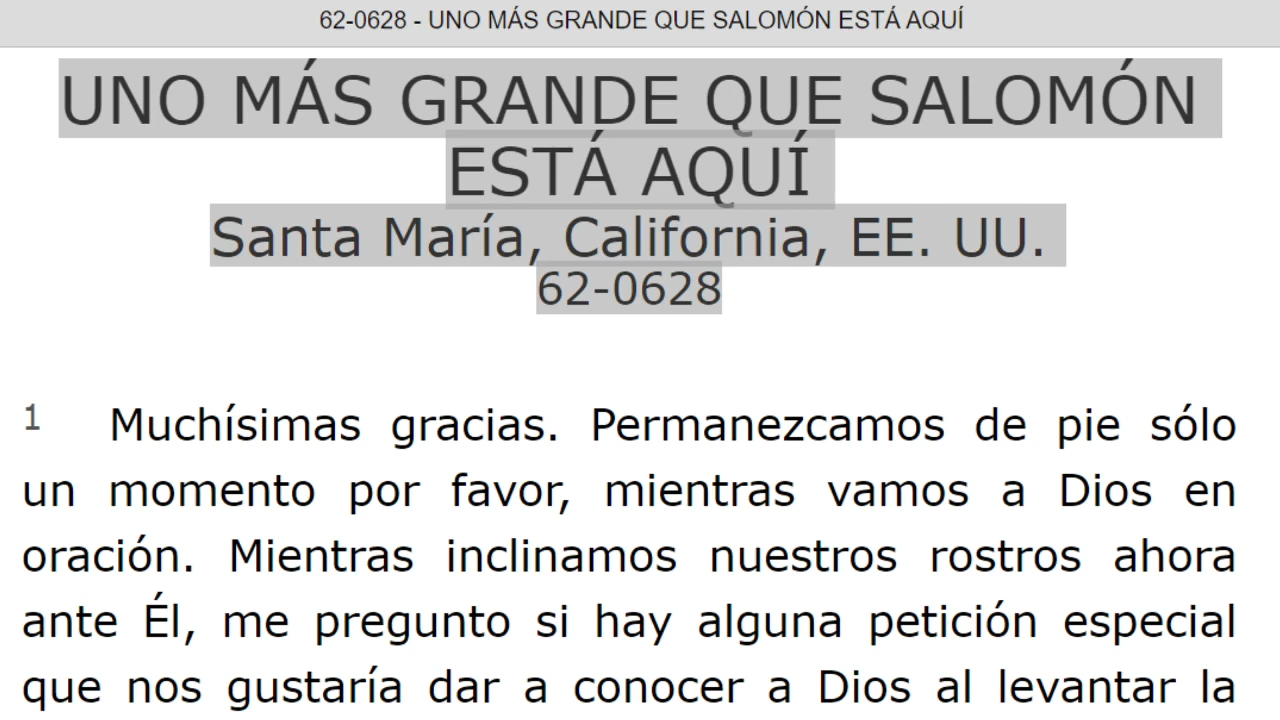 62-0628 - UNO MÁS GRANDE QUE SALOMÓN ESTÁ AQUÍ
UNO MÁS GRANDE QUE SALOMÓN
ESTÁ AQUÍ
Santa María, California, EE. UU.
62-0628
1 Muchísimas gracias. Permanezcamos de pie sólo
un momento por favor, mientras vamos a Dios en
oración. Mientras inclinamos nuestros rostros ahora
ante Él, me pregunto si hay alguna petición especial
que nos gustaría dar a conocer a Dios al levantar la